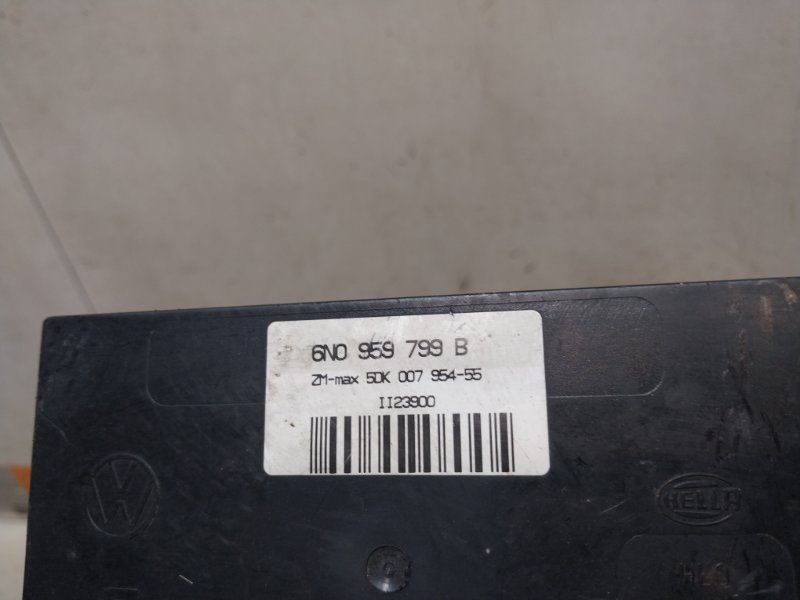 6N0 959 799 B
ZM-max 5DK 007 954-55
II23900
HELLA